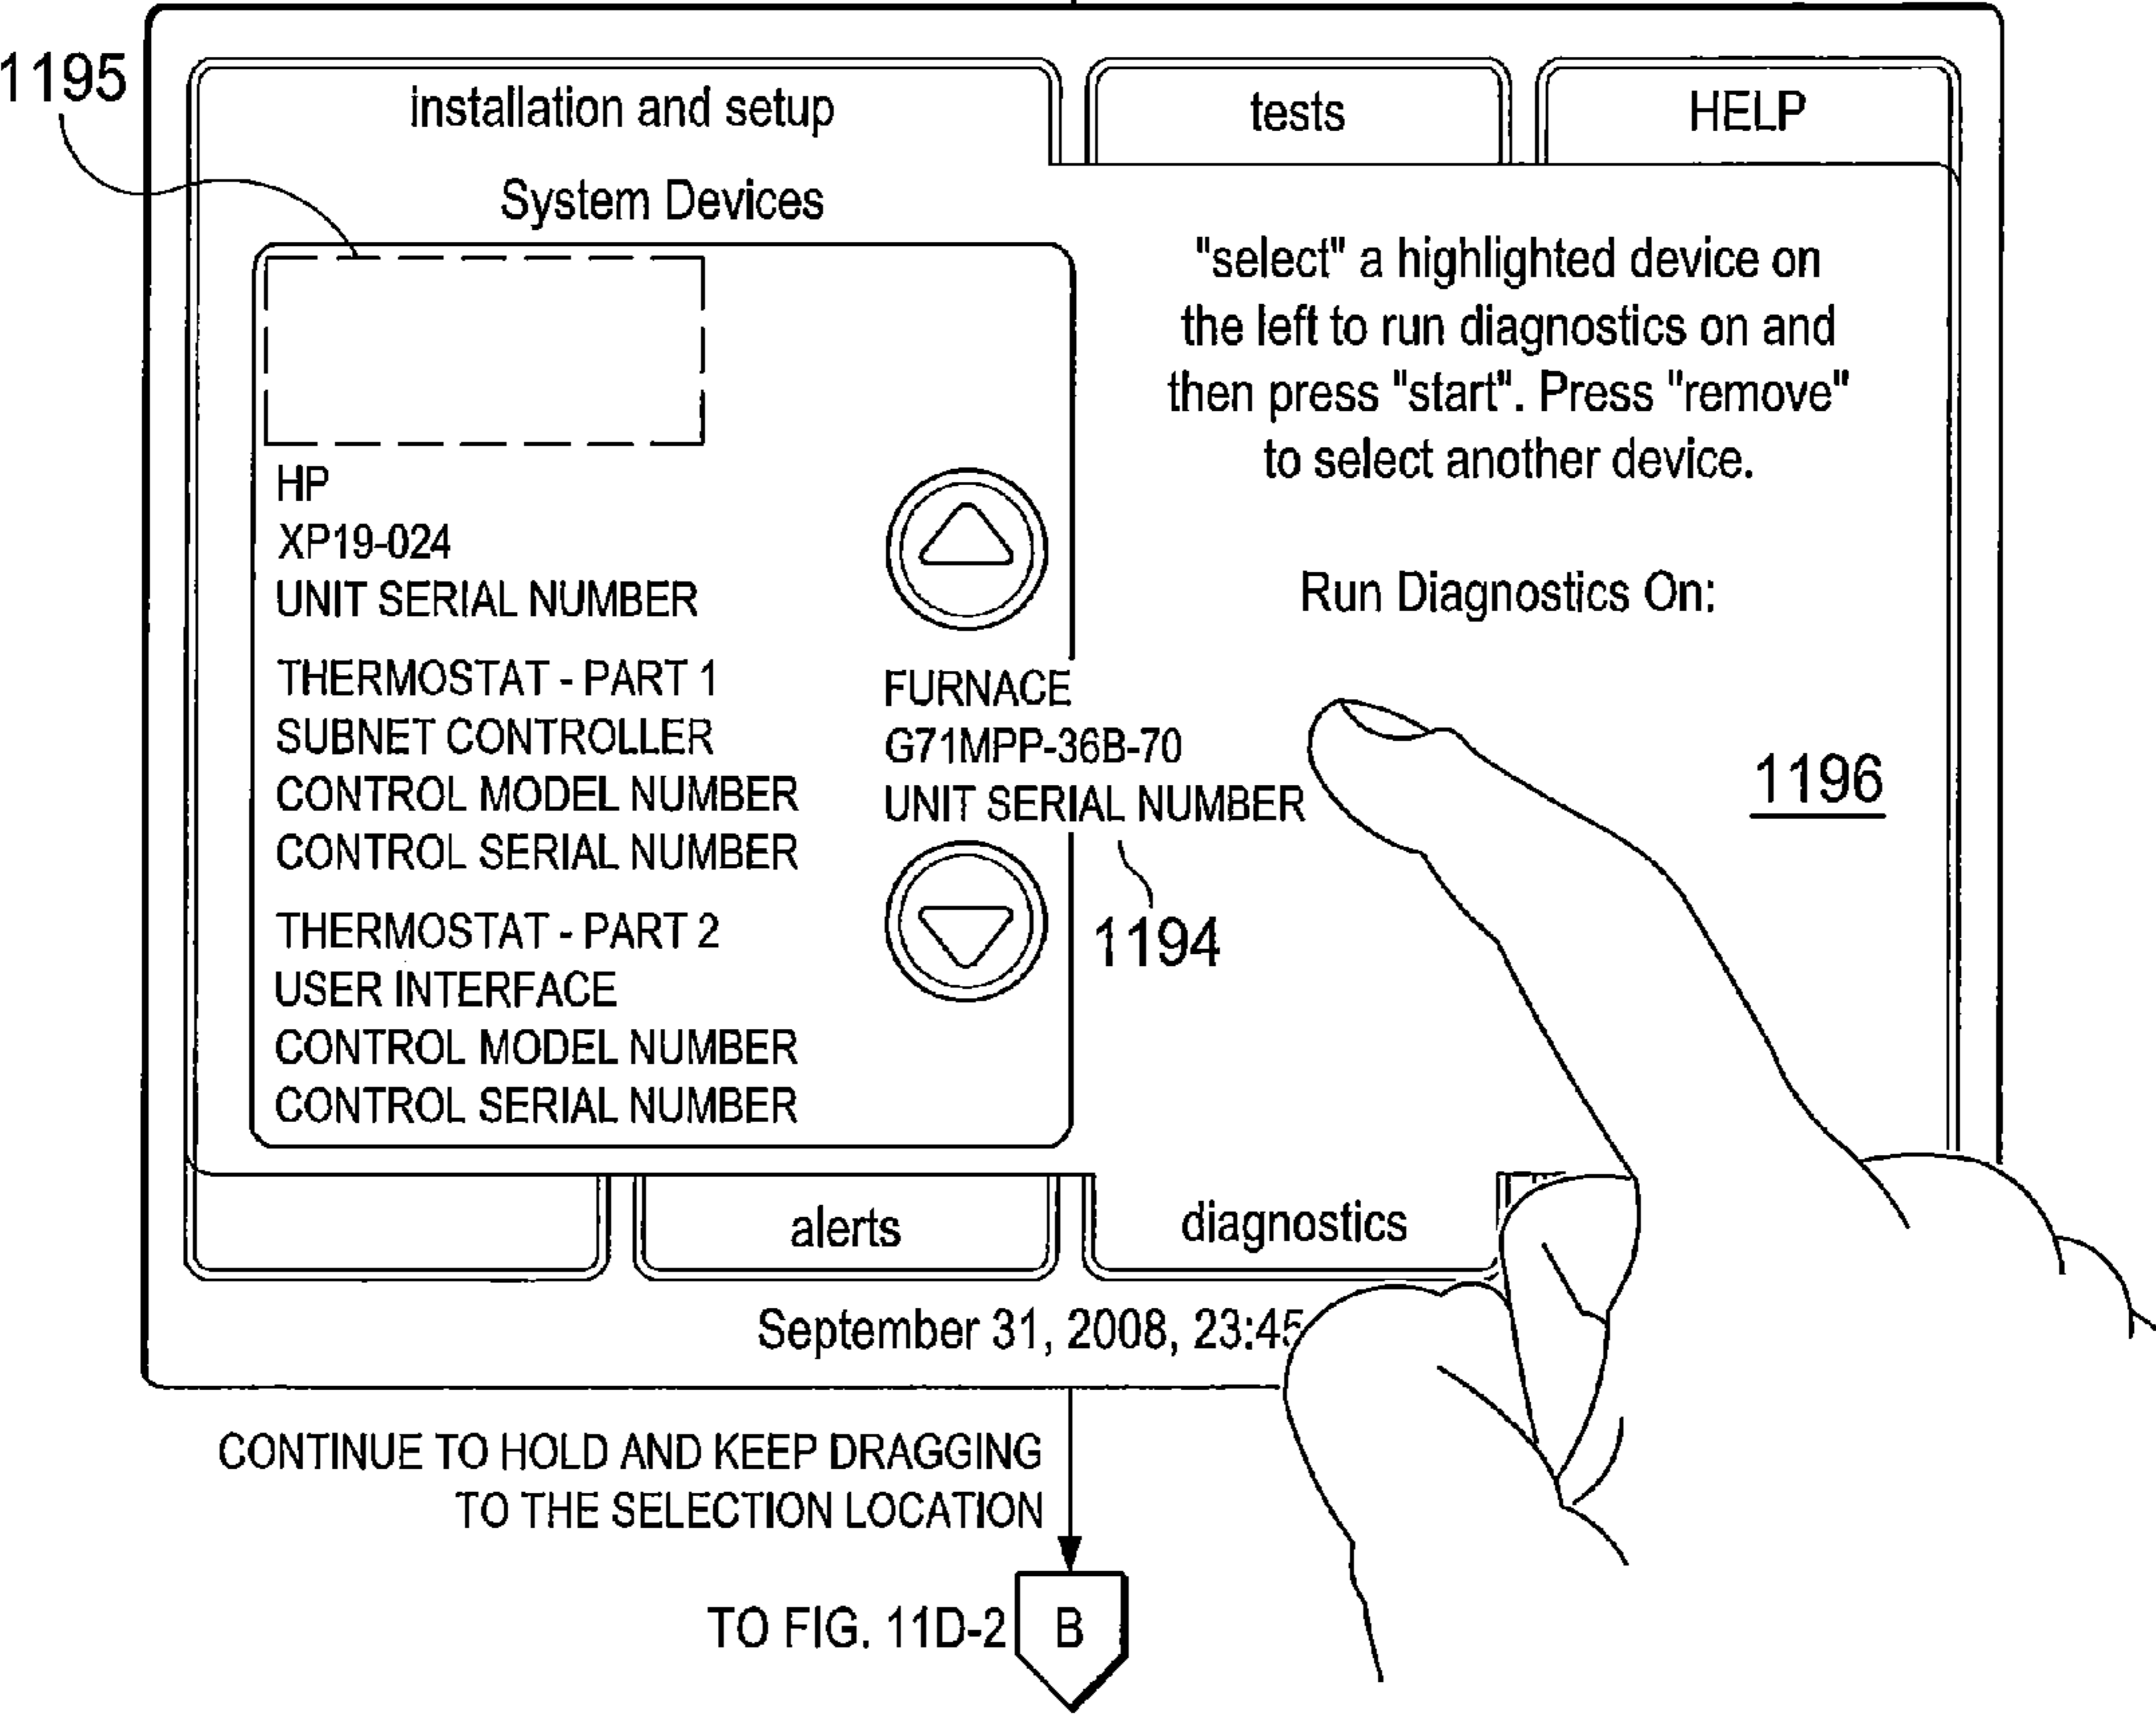 1195
installation and setup
tests
HELP
System Devices
"select" a highlighted device on
the left to run diagnostics on and
then press "start". Press "remove"
to select another device.
HP
XP19-024
UNIT SERIAL NUMBER
Run Diagnostics On:
THERMOSTAT - PART 1
SUBNET CONTROLLER
CONTROL MODEL NUMBER
CONTROL SERIAL NUMBER
FURNACE
G71MPP-36B-70
UNIT SERIAL NUMBER
1196
1194
THERMOSTAT - PART 2
USER INTERFACE
CONTROL MODEL NUMBER
CONTROL SERIAL NUMBER
alerts
diagnostics
September 31, 2008, 23:45
CONTINUE TO HOLD AND KEEP DRAGGING
TO THE SELECTION LOCATION
TO FIG. 11D-2
B